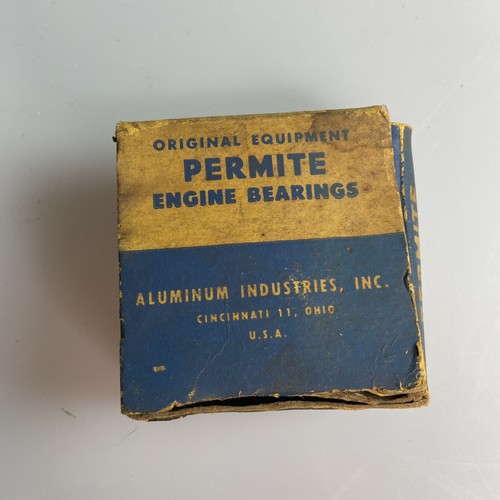 ORIGINAL EQUIPMENT
PERMITE
ENGINE BEARINGS
ALUMINUM INDUSTRIES, INC.
CINCINNATI 11, OHIO
U.S.A.